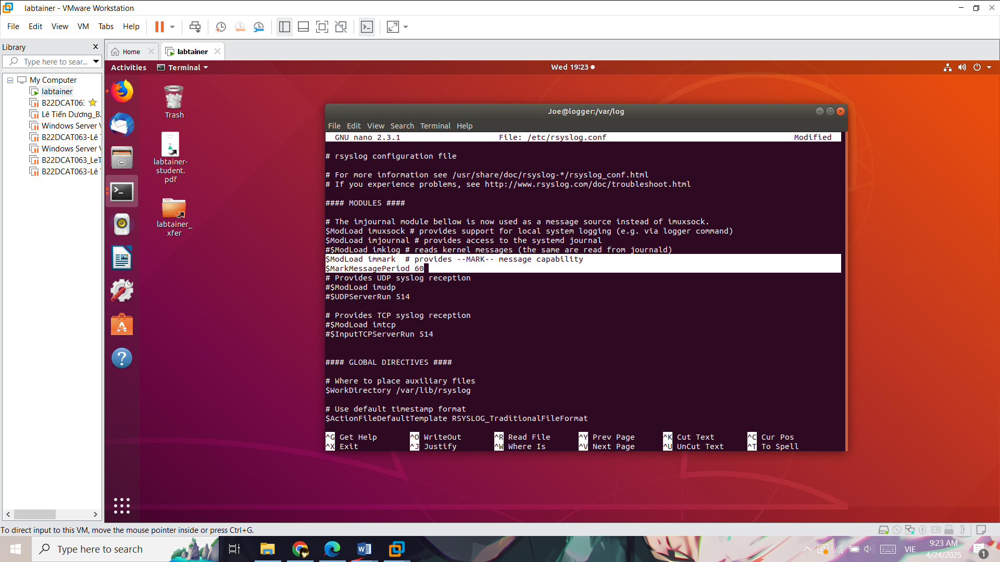 labtainer - VMware Workstation
File Edit View VM Tabs Help
Library
Type here to sear...
My Computer
labtainer
B22DCAT063
Lê Tiến Dương_B2
Windows Server V
B22DCAT063-Lê T
Windows Server V
B22DCAT063_LeT
B22DCAT063-Lê T
Home labtainer
Activities Terminal Wed 19:23
Trash
labtainer-
student.
pdf
labtainer_
xfer
Joe@logger:/var/log
File Edit View Search Terminal Help
GNU nano 2.3.1 File: /etc/rsyslog.conf Modified
# rsyslog configuration file
# For more information see /usr/share/doc/rsyslog-*/rsyslog_conf.html
# If you experience problems, see http://www.rsyslog.com/doc/troubleshoot.html
#### MODULES ####
# The imjournal module bellow is now used as a message source instead of imuxsock.
$ModLoad imuxsock # provides support for local system logging (e.g. via logger command)
$ModLoad imjournal # provides access to the systemd journal
#$ModLoad imklog # reads kernel messages (the same are read from journald)
$ModLoad immark  # provides --MARK-- message capability
$MarkMessagePeriod 60
# Provides UDP syslog reception
#$ModLoad imudp
#$UDPServerRun 514
# Provides TCP syslog reception
#$ModLoad imtcp
#$InputTCPServerRun 514
#### GLOBAL DIRECTIVES ####
# Where to place auxiliary files
$WorkDirectory /var/lib/rsyslog
# Use default timestamp format
$ActionFileDefaultTemplate RSYSLOG_TraditionalFileFormat
^G Get Help ^O WriteOut ^R Read File ^Y Prev Page ^K Cut Text ^C Cur Pos
^X Exit ^J Justify ^W Where Is ^V Next Page ^U UnCut Text ^T To Spell
To direct input to this VM, move the mouse pointer inside or press Ctrl+G.
Type here to search
VIE
9:23 AM
4/24/2025
1